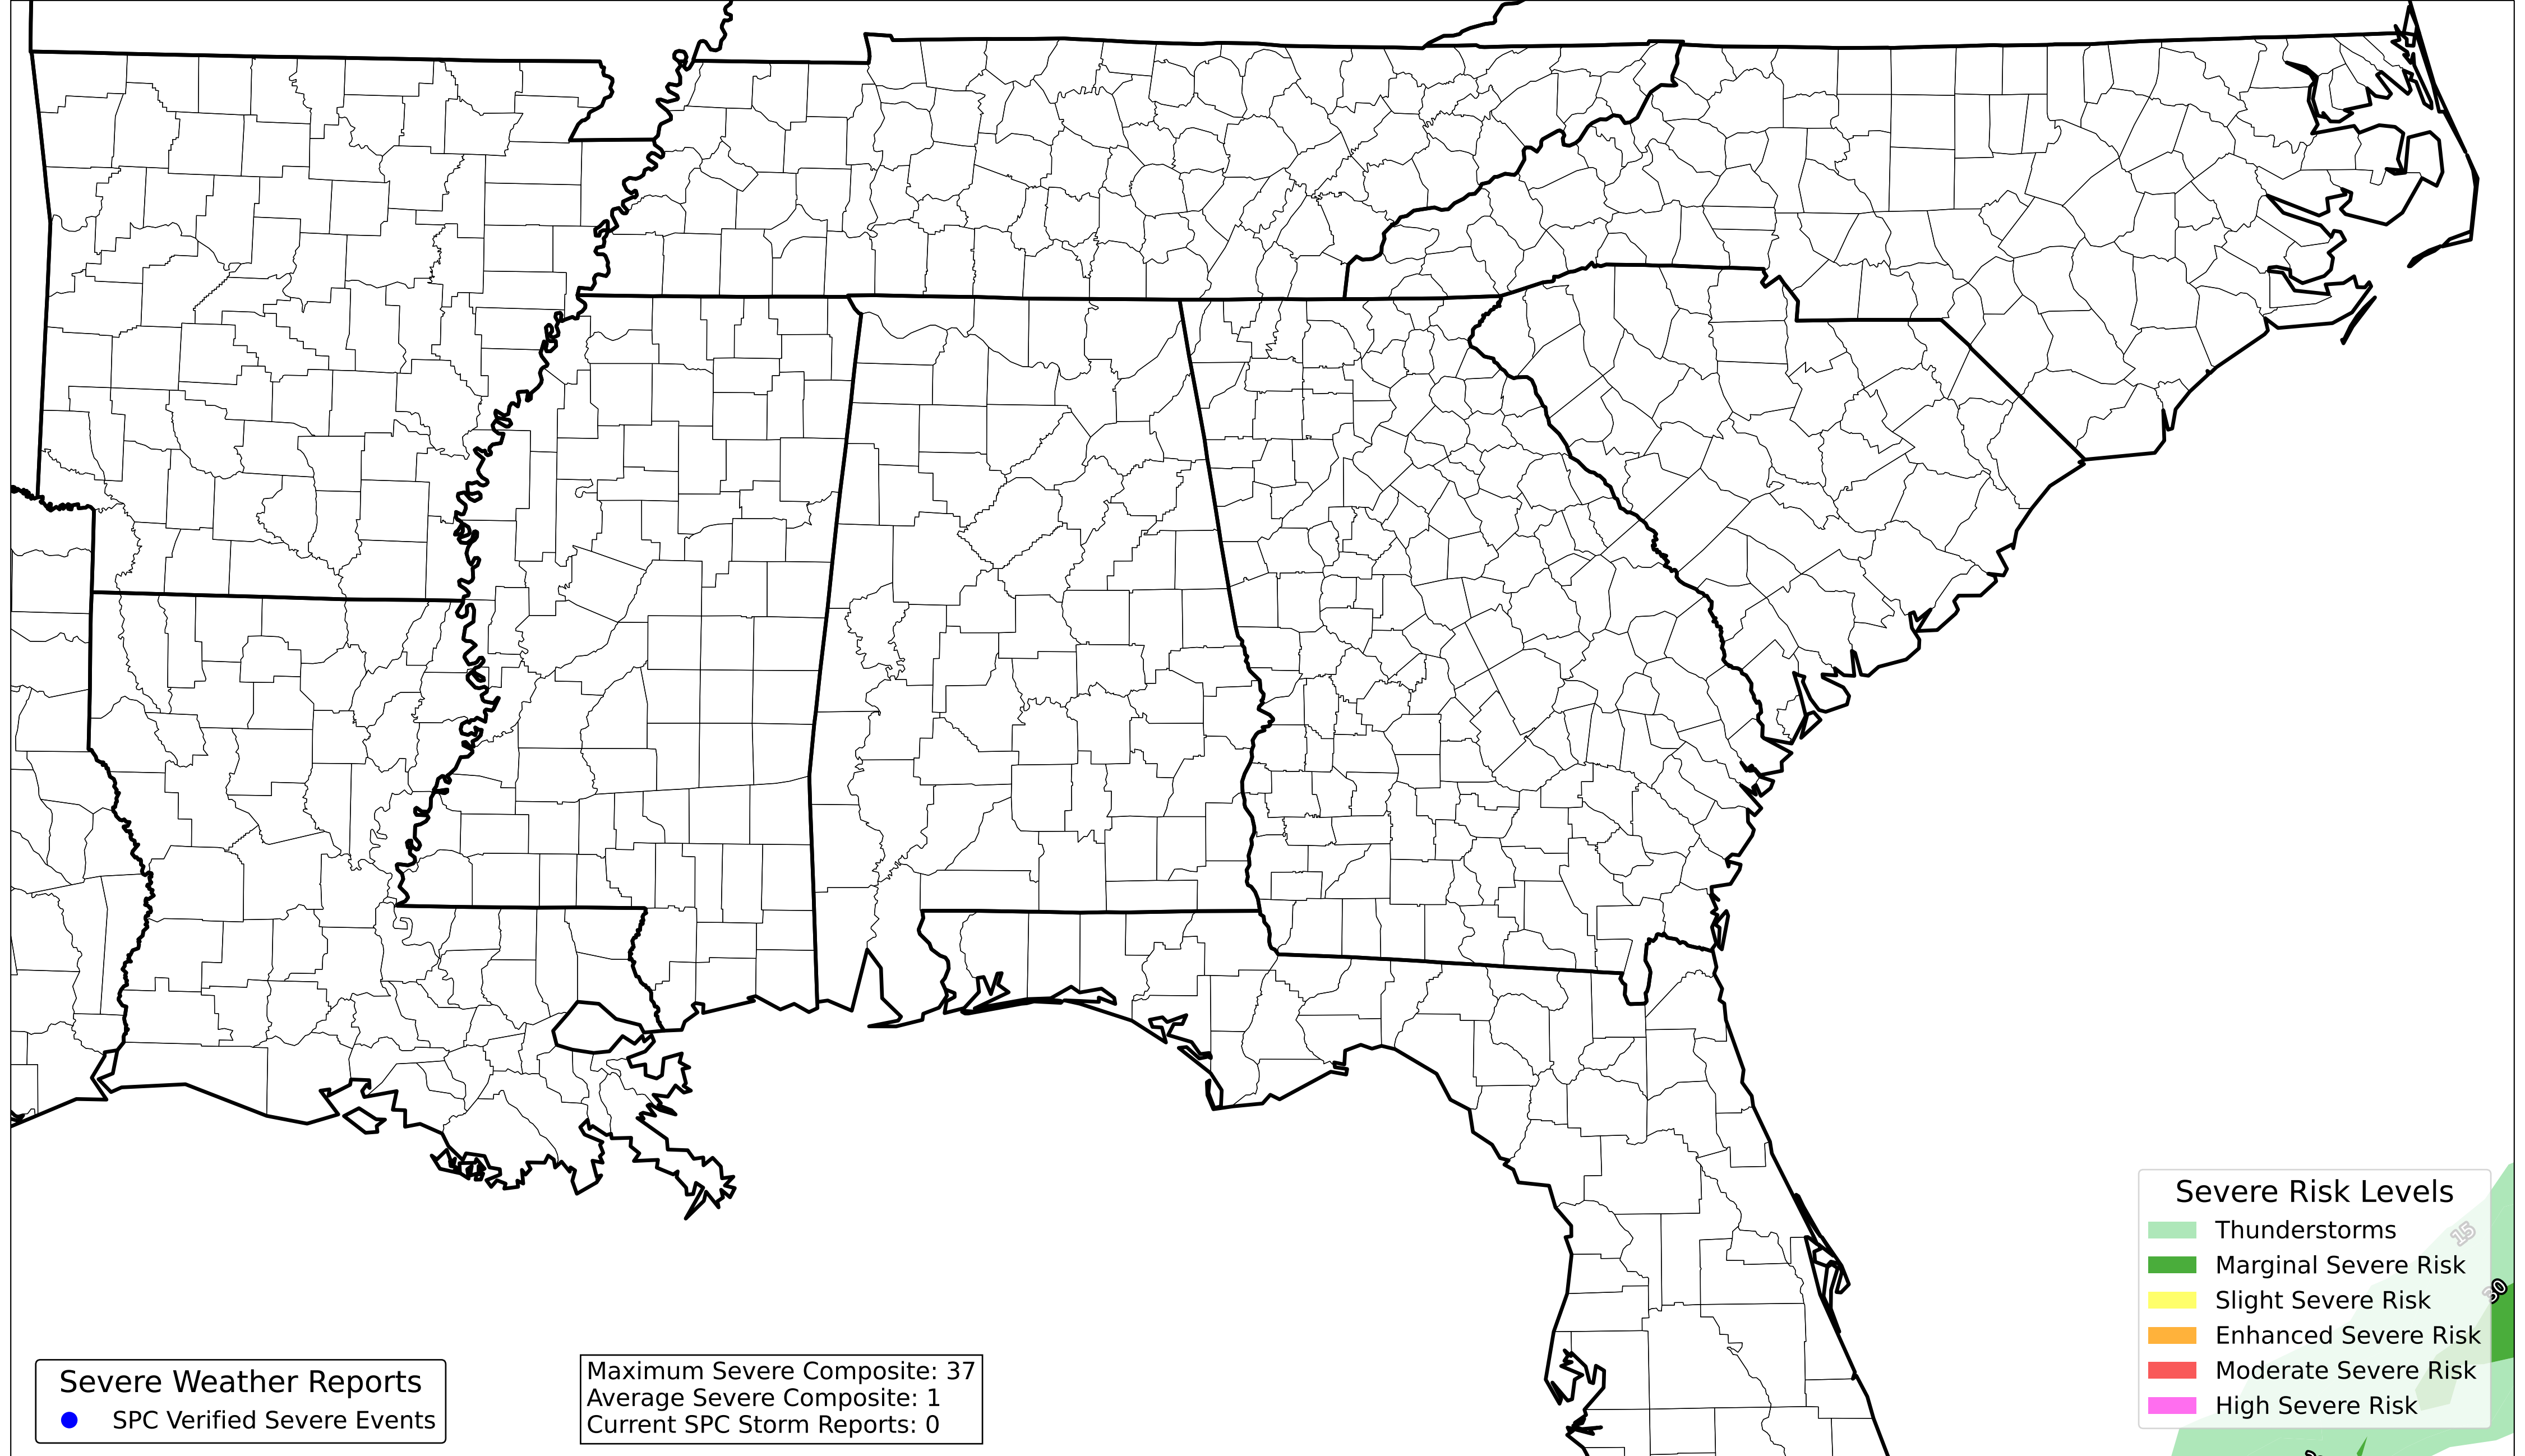 15
Severe Risk Levels
Thunderstorms
Marginal Severe Risk
30
Slight Severe Risk
Enhanced Severe Risk
Moderate Severe Risk
High Severe Risk
Maximum Severe Composite: 37
Average Severe Composite: 1
Current SPC Storm Reports: 0
Severe Weather Reports
SPC Verified Severe Events